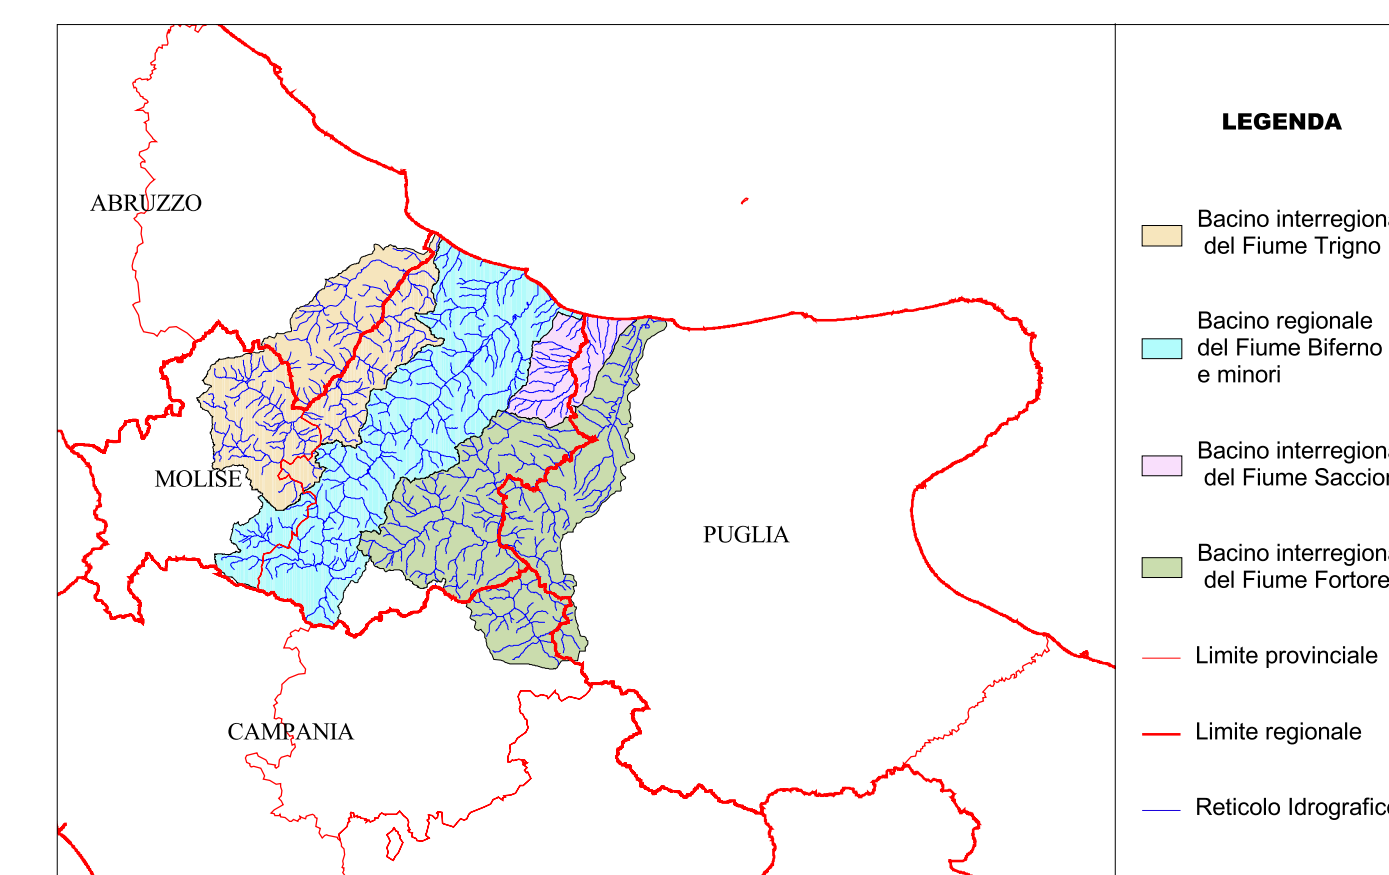 ABRUZZO
MOLISE
PUGLIA
CAMPANIA
LEGENDA
Bacino interregiona
del Fiume Trigno
Bacino regionale
del Fiume Biferno
e minori
Bacino interregiona
del Fiume Saccion
Bacino interregiona
del Fiume Fortore
Limite provinciale
Limite regionale
Reticolo Idrografico